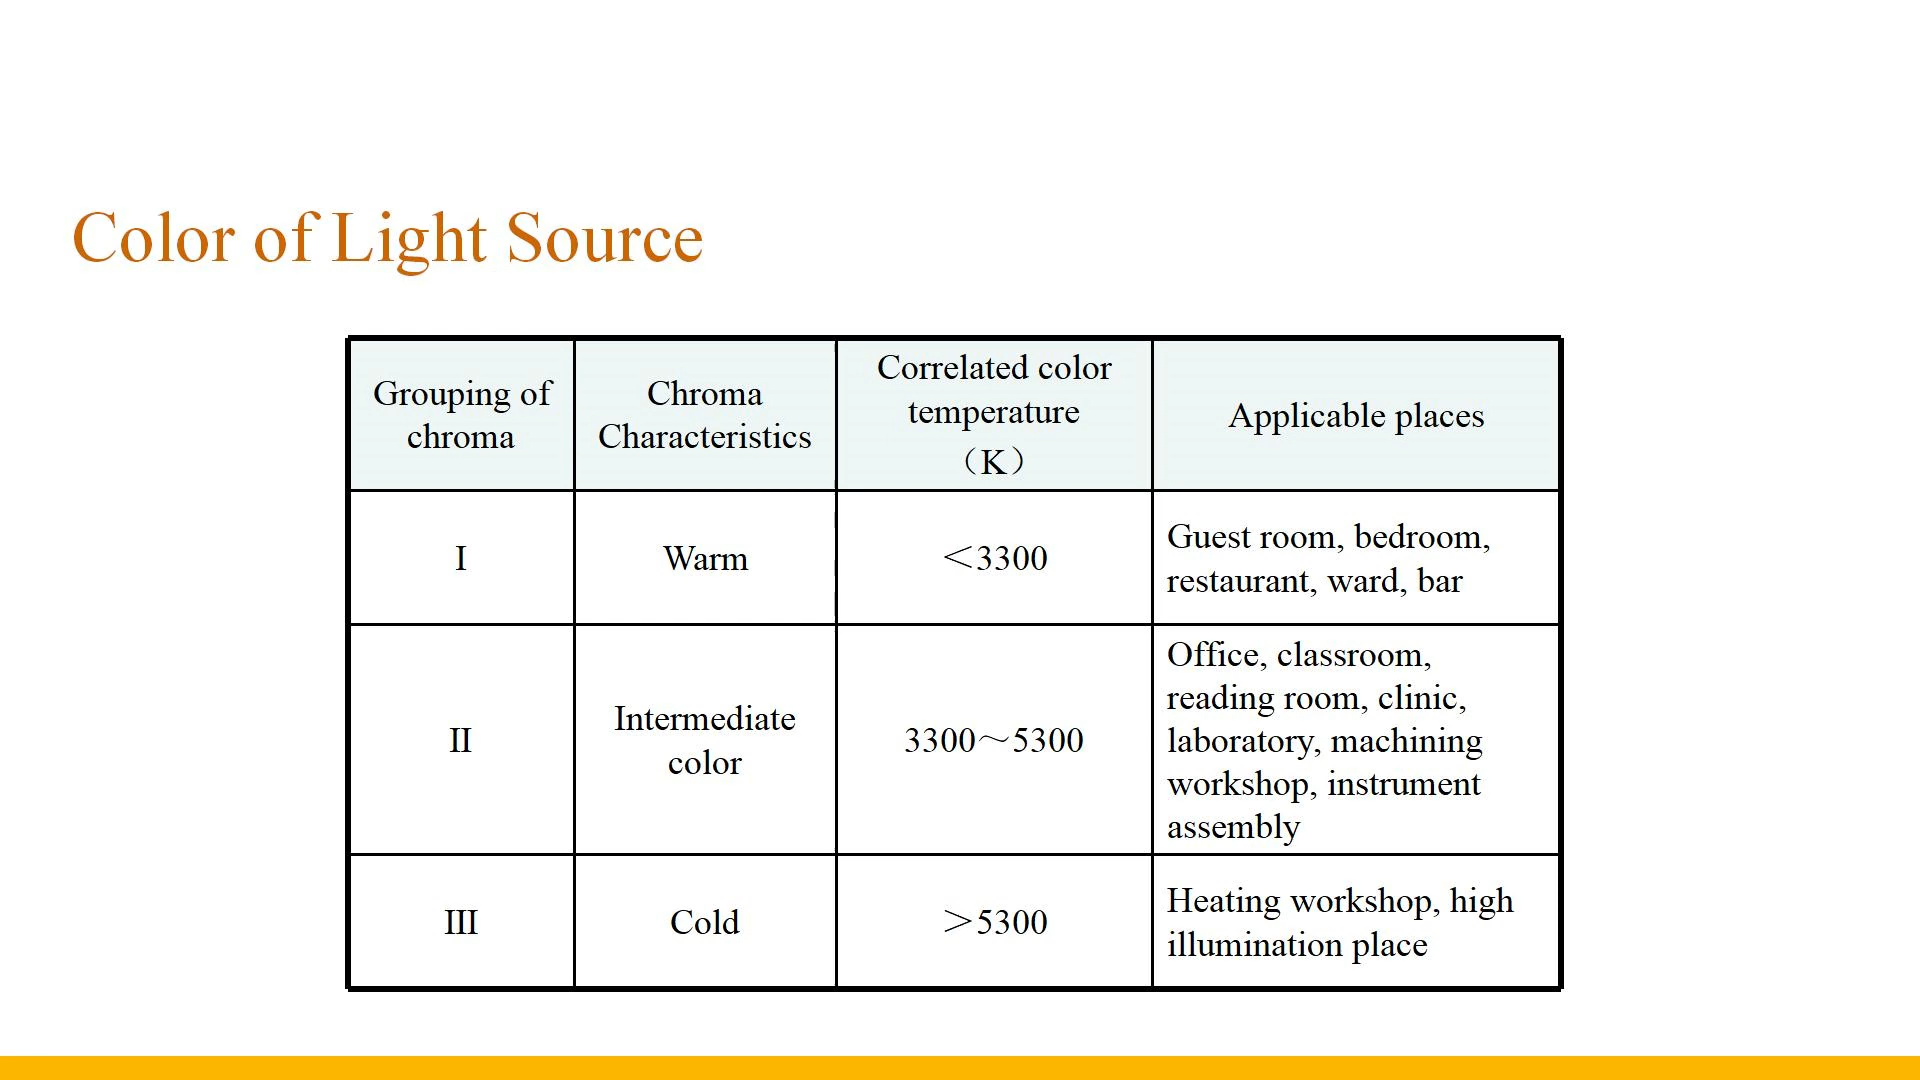 Color of Light Source
Grouping of
chroma
Chroma
Characteristics
Correlated color
temperature
（K）
Applicable places
I
Warm
＜3300
Guest room, bedroom,
restaurant, ward, bar
II
Intermediate
color
3300～5300
Office, classroom,
reading room, clinic,
laboratory, machining
workshop, instrument
assembly
III
Cold
＞5300
Heating workshop, high
illumination place